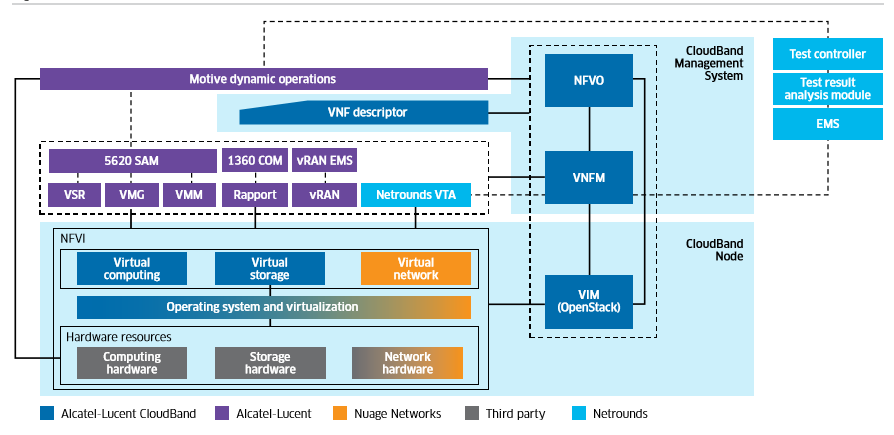 CloudBand
Management
System
Test controller
Test result
analysis module
EMS
Motive dynamic operations
NFVO
VNF descriptor
5620 SAM
1360 COM
vRAN EMS
VNFM
VSR
VMG
VMM
Rapport
vRAN
Netrounds VTA
NFVI
CloudBand
Node
Virtual
computing
Virtual
storage
Virtual
network
VIM
(OpenStack)
Operating system and virtualization
Hardware resources
Computing
hardware
Storage
hardware
Network
hardware
Alcatel-Lucent CloudBand
Alcatel-Lucent
Nuage Networks
Third party
Netrounds